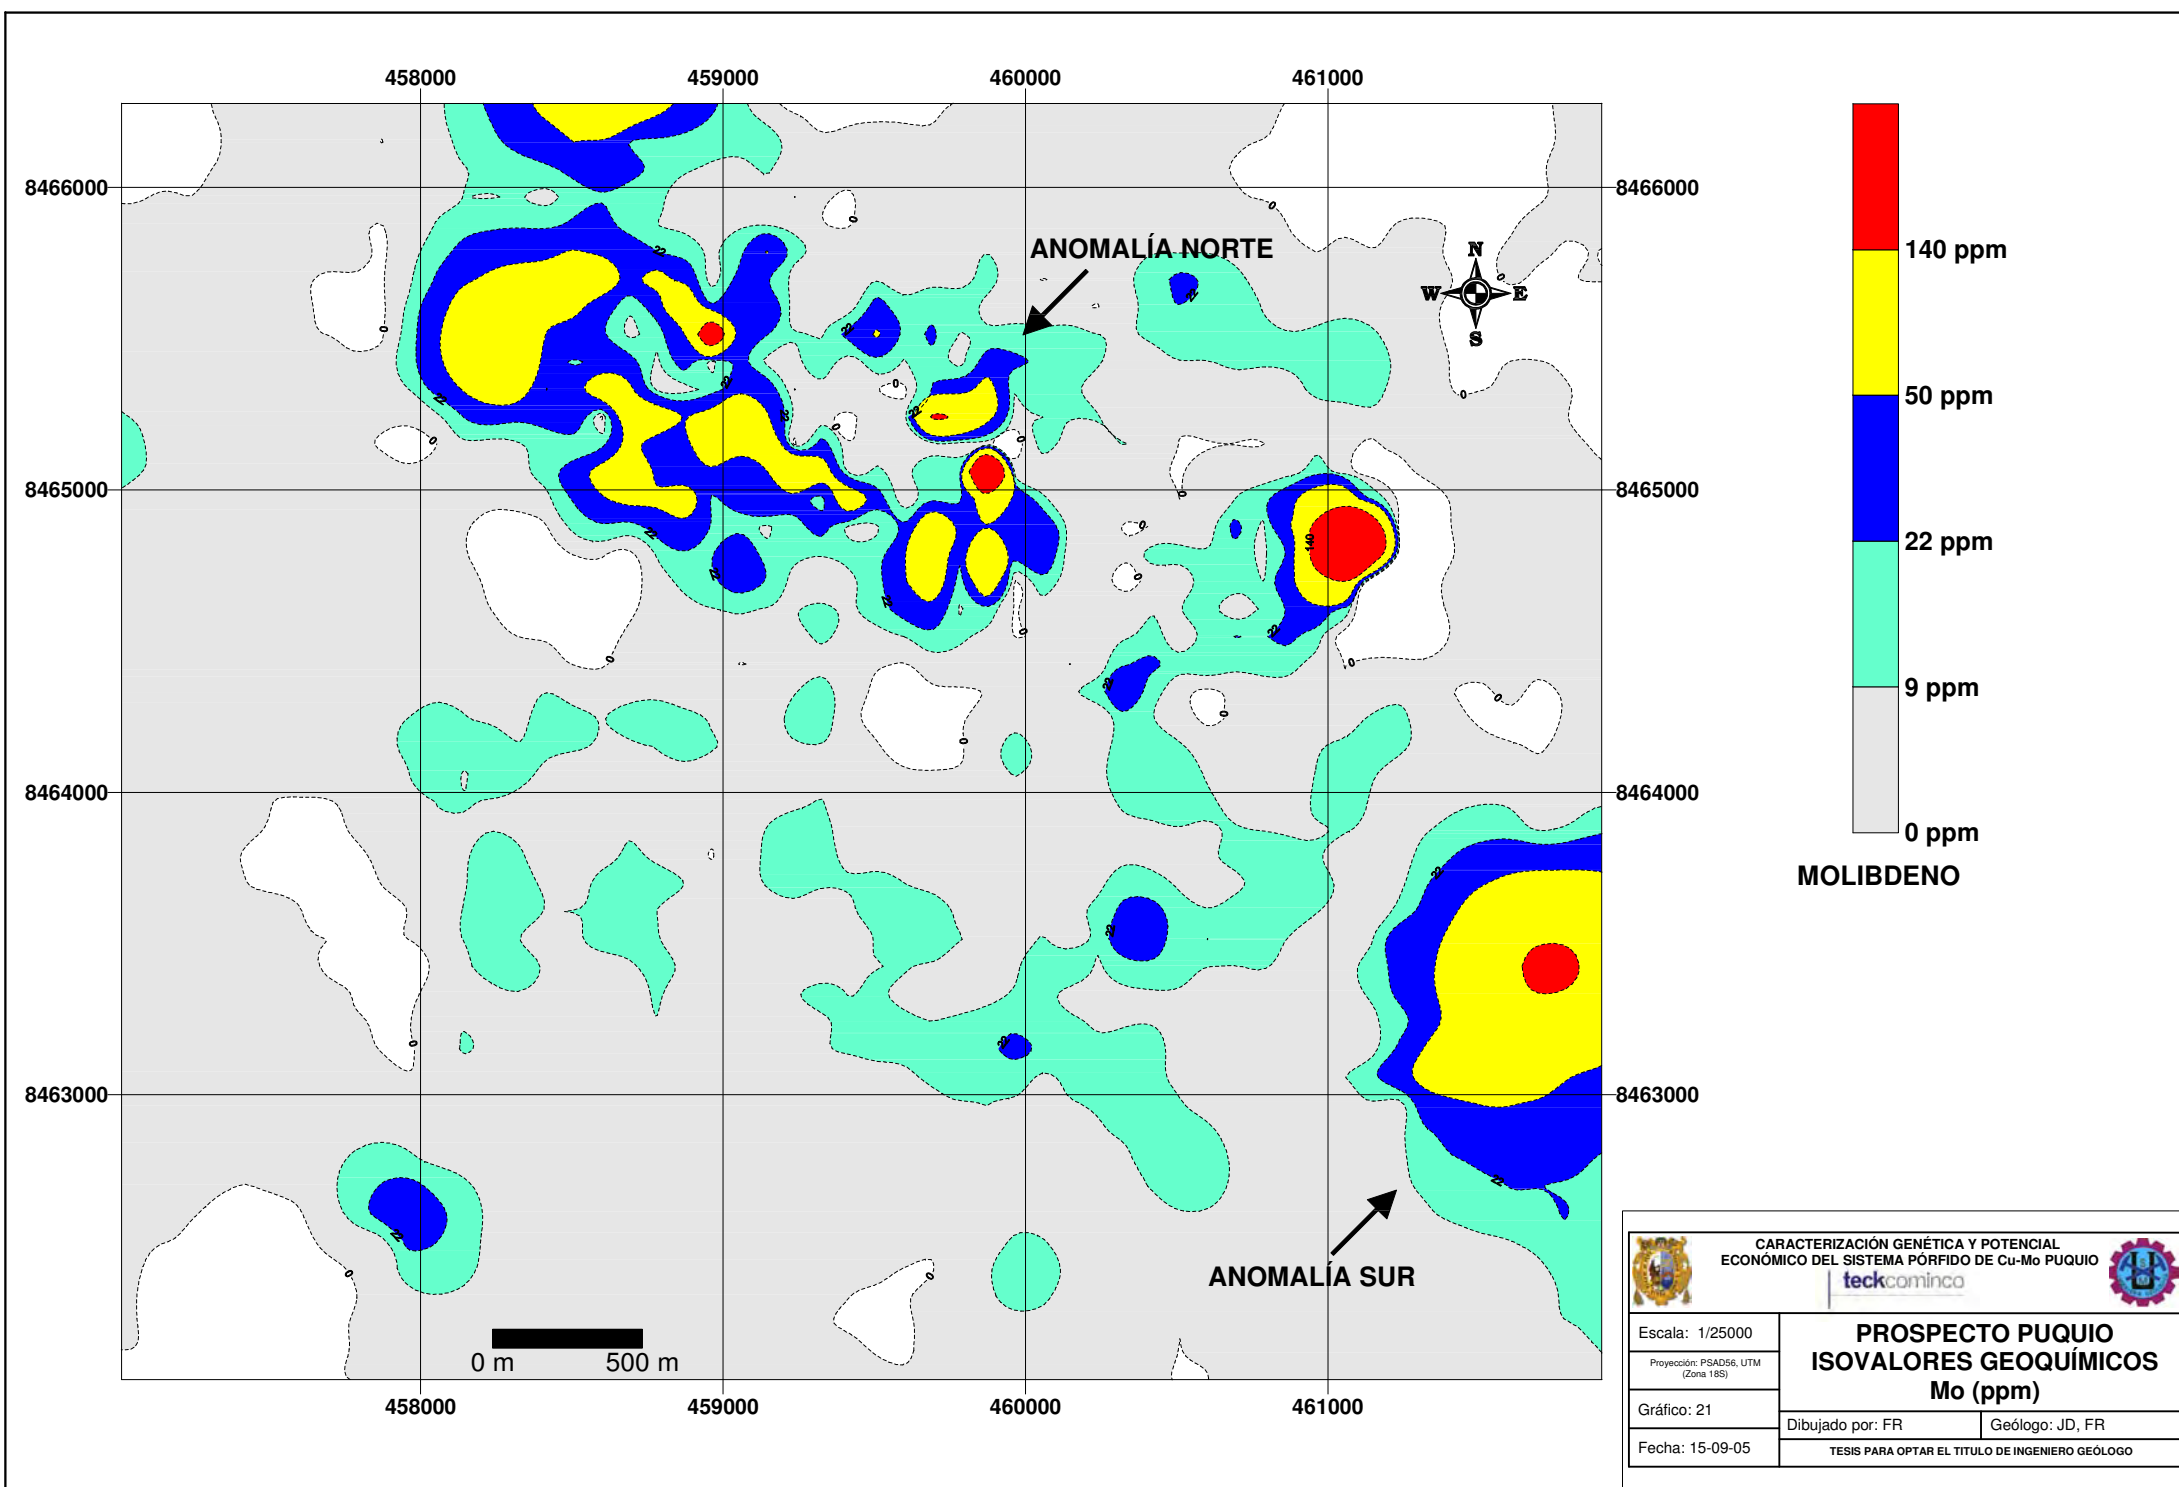 458000
459000
460000
461000
8466000
8466000
ANOMALÍA NORTE
N
W
E
S
140 ppm
50 ppm
22 ppm
9 ppm
0 ppm
MOLIBDENO
8465000
8465000
140
8464000
8464000
8463000
8463000
ANOMALÍA SUR
0 m
500 m
458000
459000
460000
461000
CARACTERIZACIÓN GENÉTICA Y POTENCIAL
ECONÓMICO DEL SISTEMA PÓRFIDO DE Cu-Mo PUQUIO
teckcominco
Escala: 1/25000
Proyección: PSAD56, UTM
(Zona 18S)
Gráfico: 21
Fecha: 15-09-05
PROSPECTO PUQUIO
ISOVALORES GEOQUÍMICOS
Mo (ppm)
Dibujado por: FR
Geólogo: JD, FR
TESIS PARA OPTAR EL TITULO DE INGENIERO GEÓLOGO